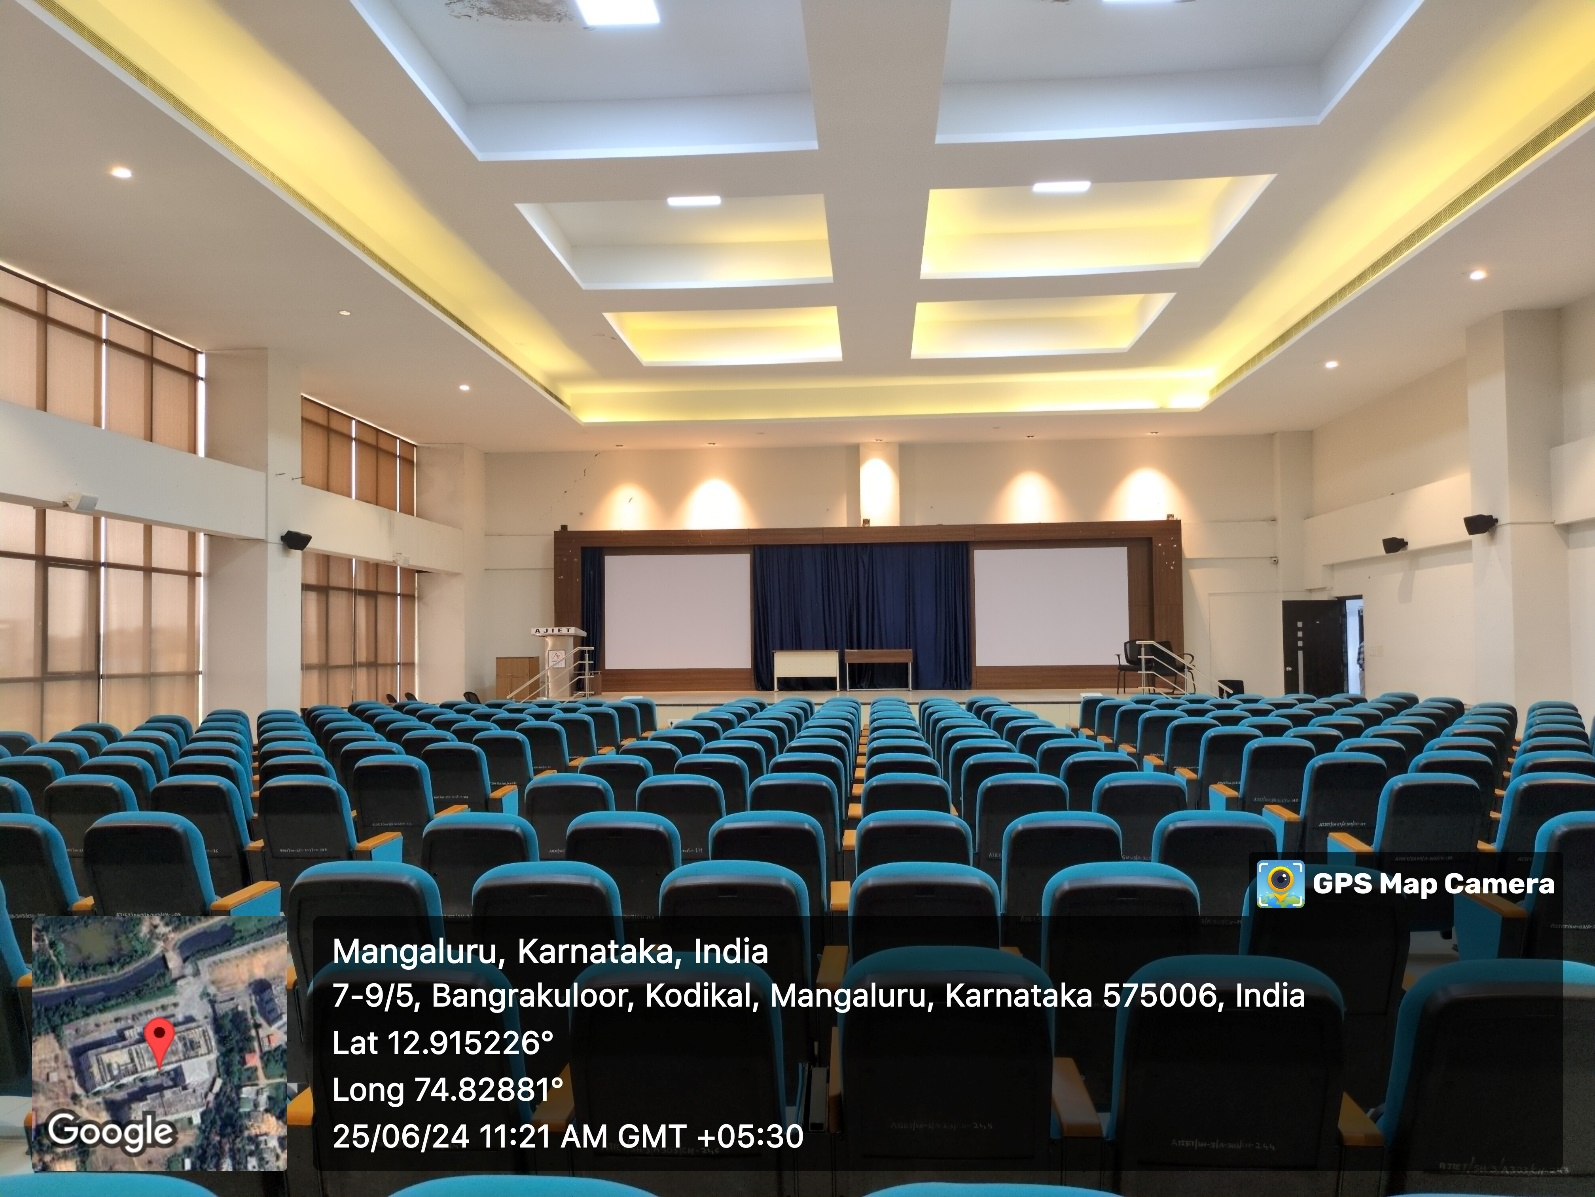 AJIET
GPS Map Camera
Mangaluru, Karnataka, India
7-9/5, Bangrakuloor, Kodikal, Mangaluru, Karnataka 575006, India
Lat 12.915226°
Long 74.82881°
25/06/24 11:21 AM GMT +05:30
Google